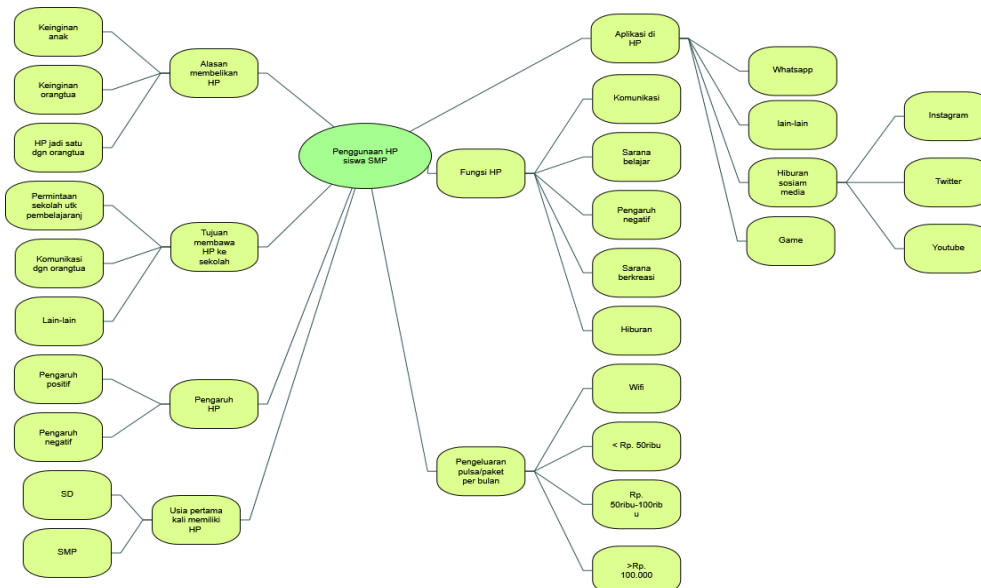 Penggunaan HP
siswa SMP
Alasan
membelikan
HP
Keinginan
anak
Keinginan
orangtua
HP jadi satu
dgn orangtua
Tujuan
membawa
HP ke
sekolah
Permintaan
sekolah utk
pembelajaranj
Komunikasi
dgn orangtua
Lain-lain
Pengaruh
HP
Pengaruh
positif
Pengaruh
negatif
Usia pertama
kali memiliki
HP
SD
SMP
Aplikasi di
HP
Whatsapp
lain-lain
Hiburan
sosiam
media
Instagram
Twitter
Youtube
Game
Fungsi HP
Komunikasi
Sarana
belajar
Pengaruh
negatif
Sarana
berkreasi
Hiburan
Pengeluaran
pulsa/paket
per bulan
Wifi
< Rp. 50ribu
Rp.
50ribu-100rib
u
>Rp.
100.000